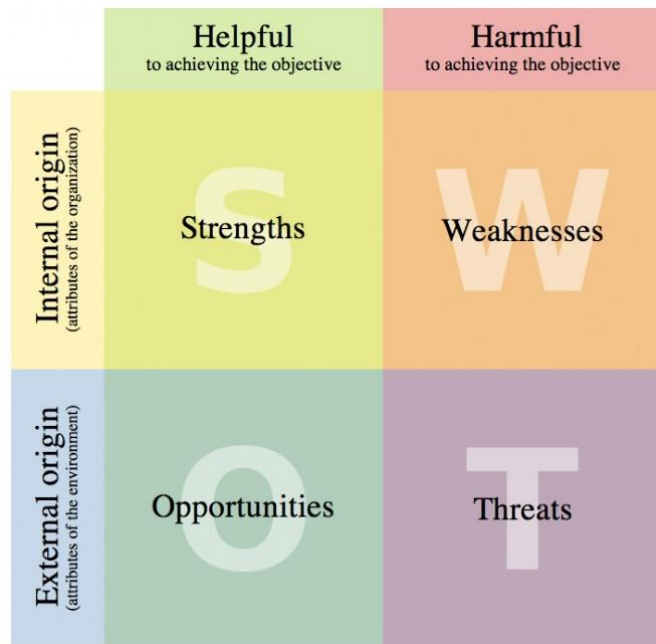 Helpful
to achieving the objective
Harmful
to achieving the objective
Internal origin
(attributes of the organization)
S
Strengths
W
Weaknesses
External origin
(attributes of the environment)
O
Opportunities
T
Threats